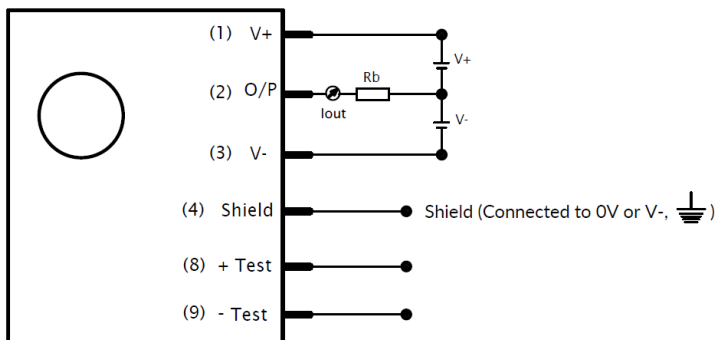 (1) V+
V+
(2) O/P
Rb
Iout
V-
(3) V-
(4) Shield
Shield (Connected to 0V or V-, )
(8) + Test
(9) - Test